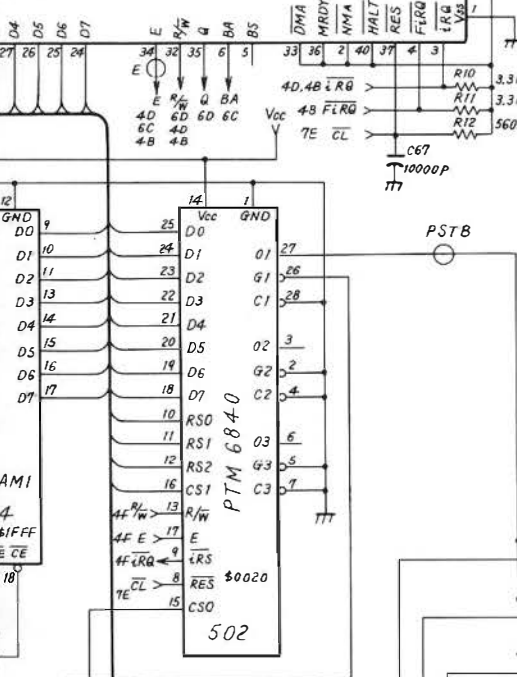 D4 D5 D6 D7 E R/W Q BA BS DMA MRDY NMA HALT RES FiRQ iRQ Vss 1
27 26 25 24 34 32 35 6 5 33 36 2 40 37 4 3
E
E R/W Q BA
4D 6D 6D 6C
6C 4D
4B 4B
4D,4B iRQ R10 3.3
4B FiRQ R11 3.3
7E CL R12 560
Vcc
C67
10000P
12 14 1
GND Vcc GND
D0 9 25 D0
D1 10 24 D1 O1 27 PSTB
D2 11 23 D2 G1 26
D3 13 22 D3 C1 28
D4 14 21 D4
D5 15 20 D5 O2 3
D6 16 19 D6 G2 2
D7 17 18 D7 C2 4
10 RS0
11 RS1 O3 6
12 RS2 G3 5
16 CS1 C3 7
PTM 6840
AM1
4
$1FFF
E CE
18
4F R/W 13 R/W
4F E 17 E
4F iRQ 9 iRS
7E CL 8 RES $0020
15 CS0
502